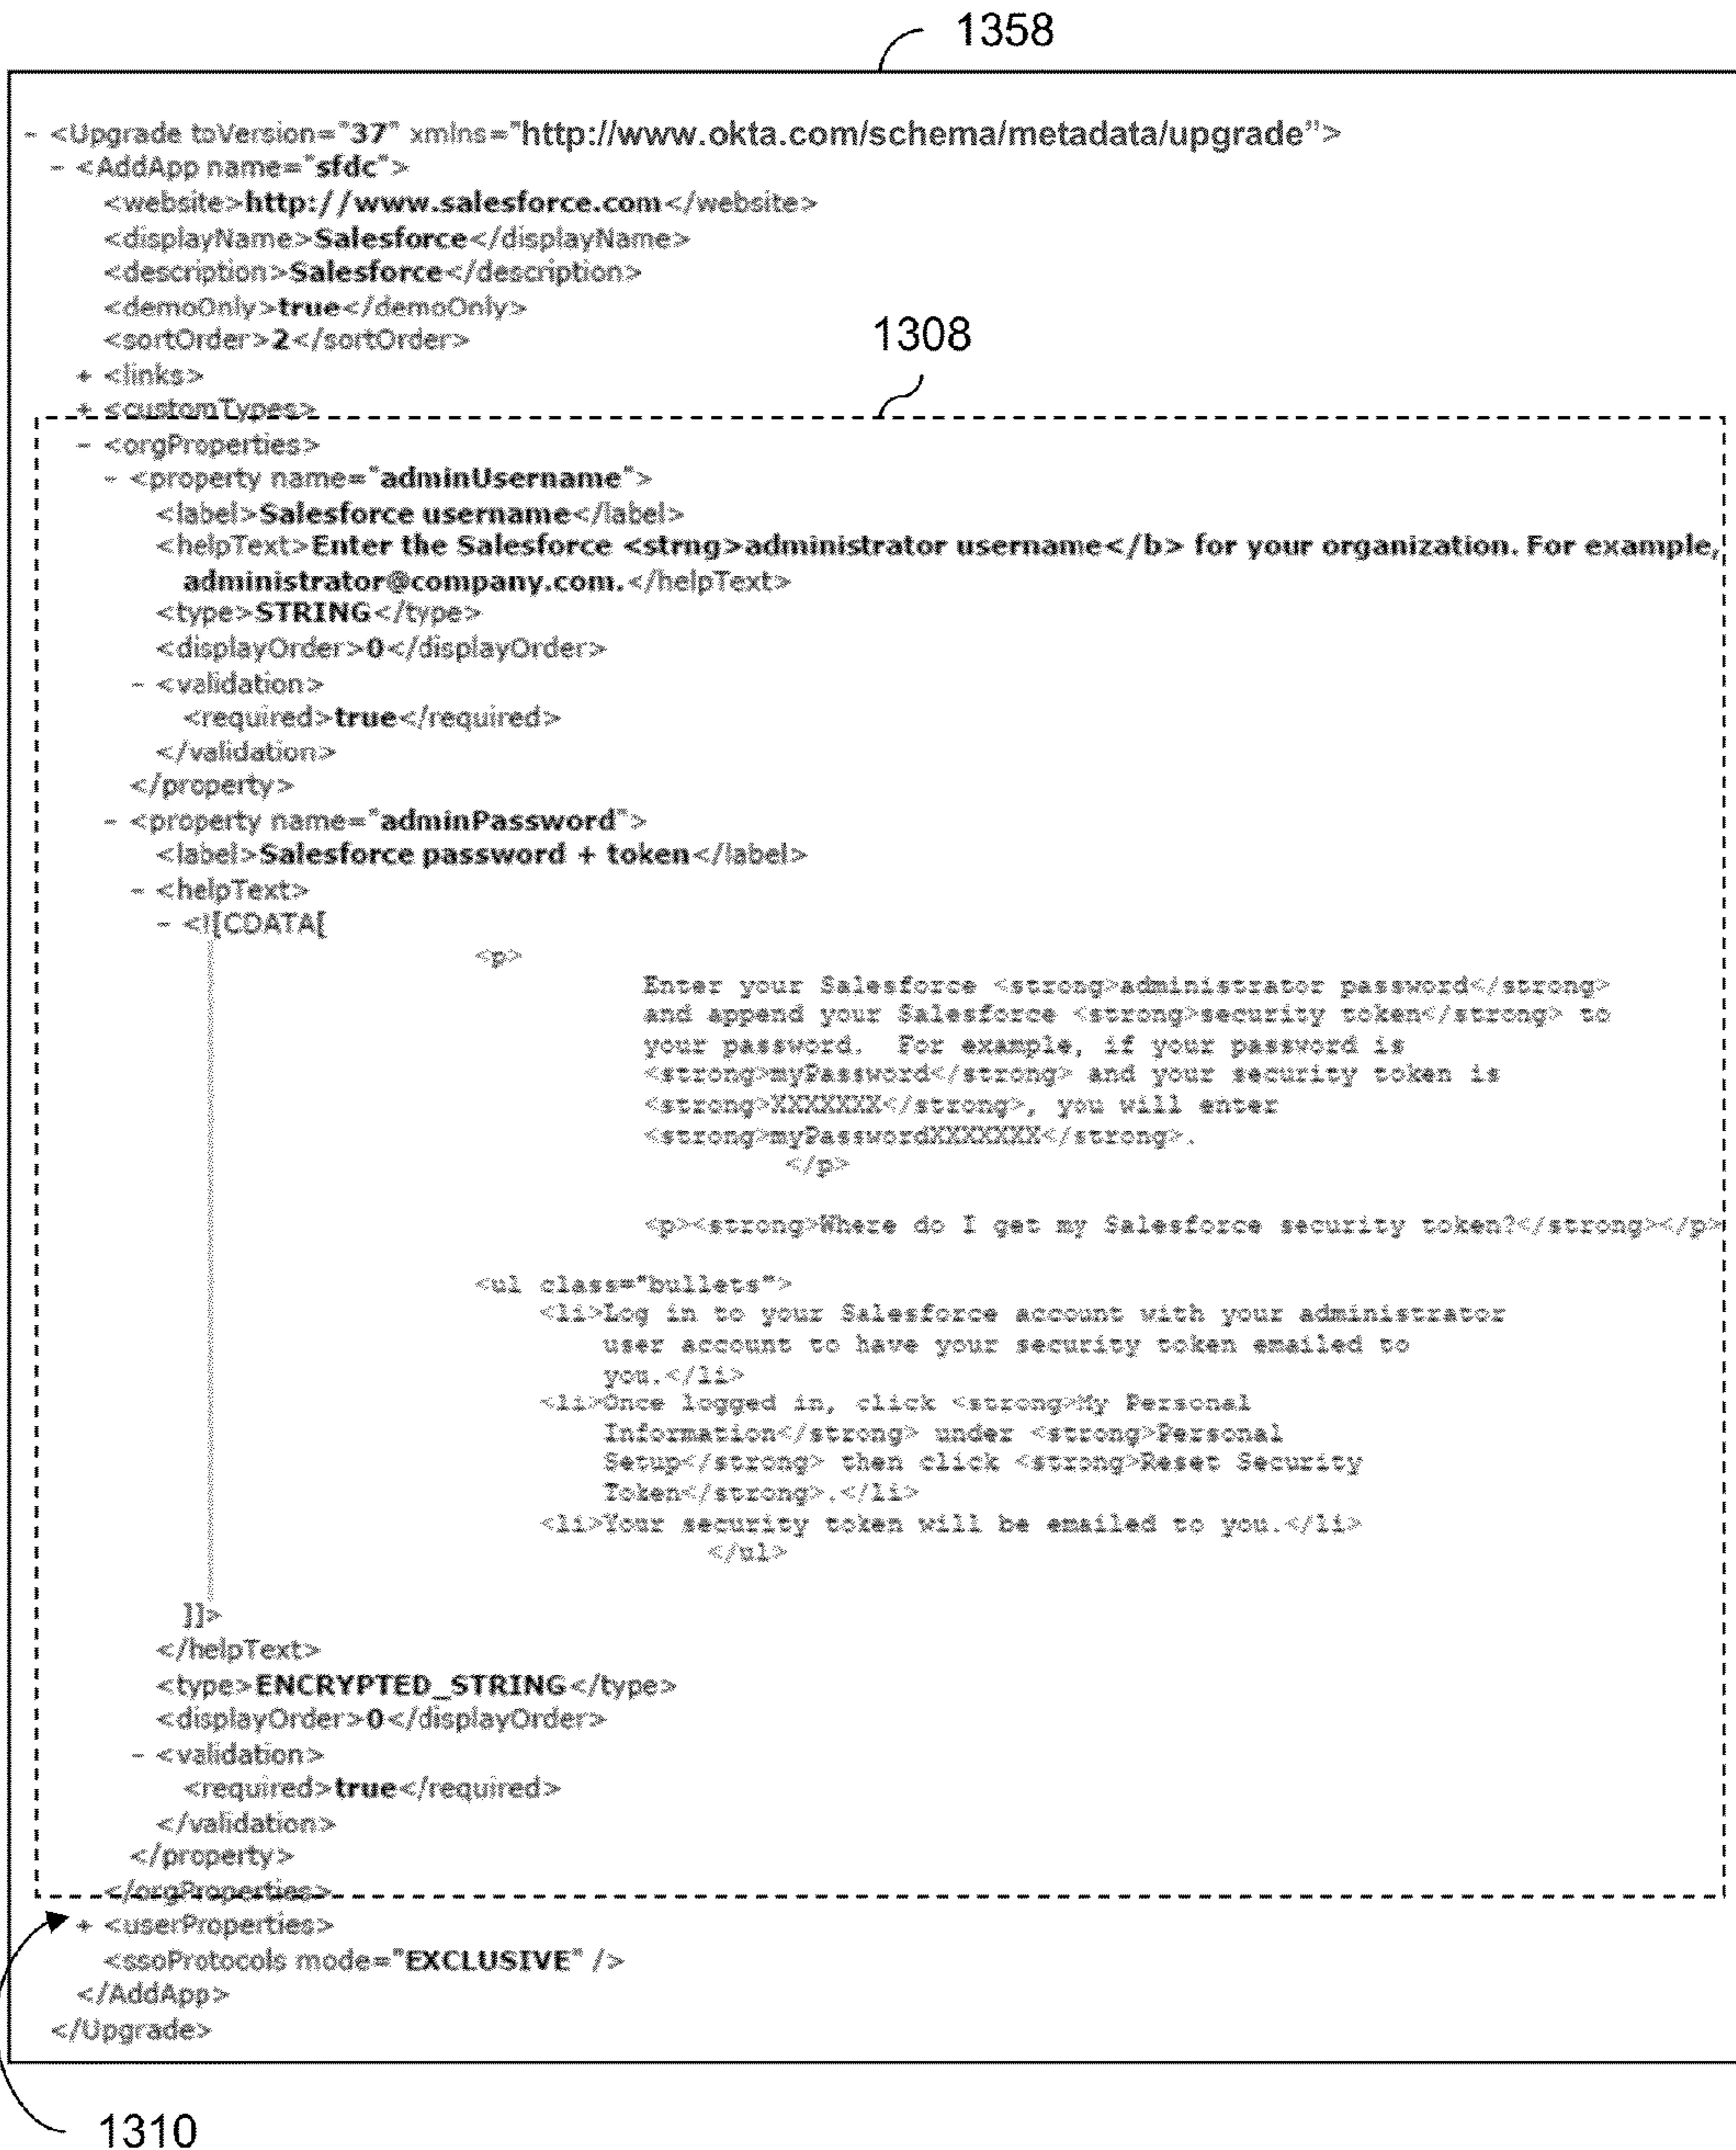 1358
- <Upgrade toVersion="37" xmlns="http://www.okta.com/schema/metadata/upgrade”>
- <AddApp name="sfdc">
<website>http://www.salesforce.com</website>
<displayName>Salesforce</displayName>
<description>Salesforce</description>
<demoOnly>true</demoOnly>
<sortOrder>2</sortOrder>
1308
+ <links>
+ <customTypes>
- <orgProperties>
- <property name="adminUsername">
<label>Salesforce username</label>
<helpText>Enter the Salesforce <strng>administrator username</b> for your organization. For example,
administrator@company.com.</helpText>
<type>STRING</type>
<displayOrder>0</displayOrder>
- <validation>
<required>true</required>
</validation>
</property>
- <property name="adminPassword">
<label>Salesforce password + token</label>
- <helpText>
- <![CDATA[
<p>
Enter your Salesforce <strong>administrator password</strong>
and append your Salesforce <strong>security token</strong> to
your password. For example, if your password is
<strong>myPassword</strong> and your security token is
<strong>XXXXXXX</strong>, you will enter
<strong>myPasswordXXXXXXX</strong>.
</p>
<p><strong>Where do I get my Salesforce security token?</strong></p>
<ul class="bullets">
<li>Log in to your Salesforce account with your administrator
user account to have your security token emailed to
you.</li>
<li>Once logged in, click <strong>My Personal
Information</strong> under <strong>Personal
Setup</strong> then click <strong>Reset Security
Token</strong>.</li>
<li>Your security token will be emailed to you.</li>
</ul>
]]>
</helpText>
<type>ENCRYPTED_STRING</type>
<displayOrder>0</displayOrder>
- <validation>
<required>true</required>
</validation>
</property>
</orgProperties>
+ <userProperties>
<ssoProtocols mode="EXCLUSIVE" />
</AddApp>
</Upgrade>
1310